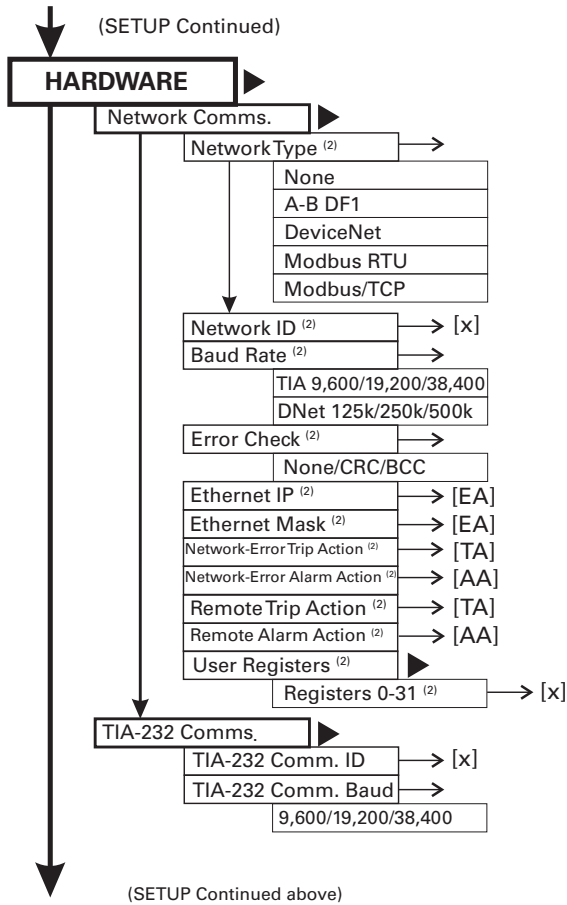 (SETUP Continued)
HARDWARE
Network Comms.
Network Type (2)
None
A-B DF1
DeviceNet
Modbus RTU
Modbus/TCP
Network ID (2) [x]
Baud Rate (2)
TIA 9,600/19,200/38,400
DNet 125k/250k/500k
Error Check (2)
None/CRC/BCC
Ethernet IP (2) [EA]
Ethernet Mask (2) [EA]
Network-Error Trip Action (2) [TA]
Network-Error Alarm Action (2) [AA]
Remote Trip Action (2) [TA]
Remote Alarm Action (2) [AA]
User Registers (2)
Registers 0-31 (2) [x]
TIA-232 Comms.
TIA-232 Comm. ID [x]
TIA-232 Comm. Baud
9,600/19,200/38,400
(SETUP Continued above)